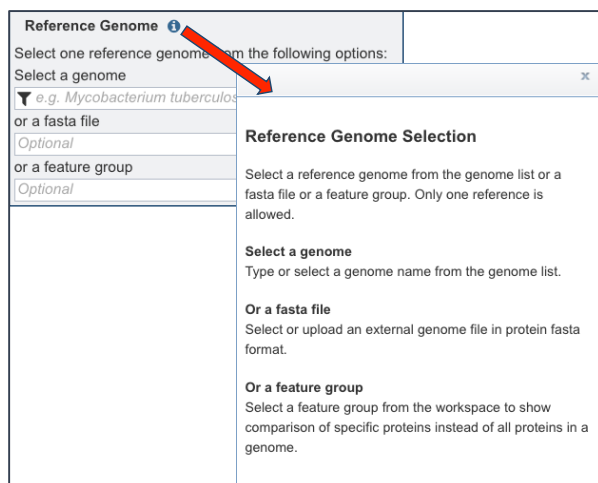 Reference Genome
Select one reference genome from the following options:
Select a genome
e.g. Mycobacterium tuberculos
or a fasta file
Optional
or a feature group
Optional
x
Reference Genome Selection
Select a reference genome from the genome list or a
fasta file or a feature group. Only one reference is
allowed.
Select a genome
Type or select a genome name from the genome list.
Or a fasta file
Select or upload an external genome file in protein fasta
format.
Or a feature group
Select a feature group from the workspace to show
comparison of specific proteins instead of all proteins in a
genome.